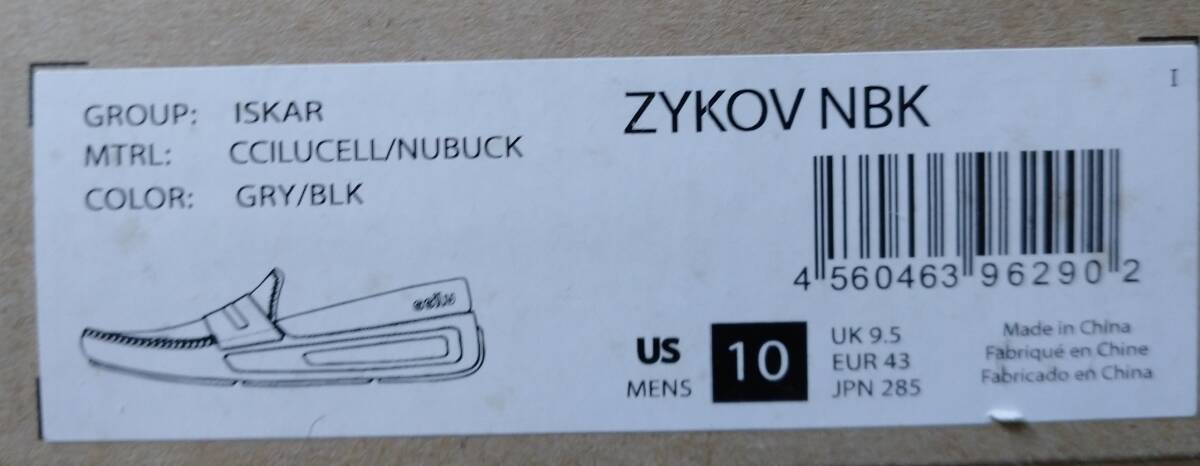 GROUP: ISKAR
MTRL: CCILUCELL/NUBUCK
COLOR: GRY/BLK
ccilu
ZYKOV NBK
I
4 560463 96290 2
US
MENS
10
UK 9.5
EUR 43
JPN 285
Made in China
Fabriqué en Chine
Fabricado en China